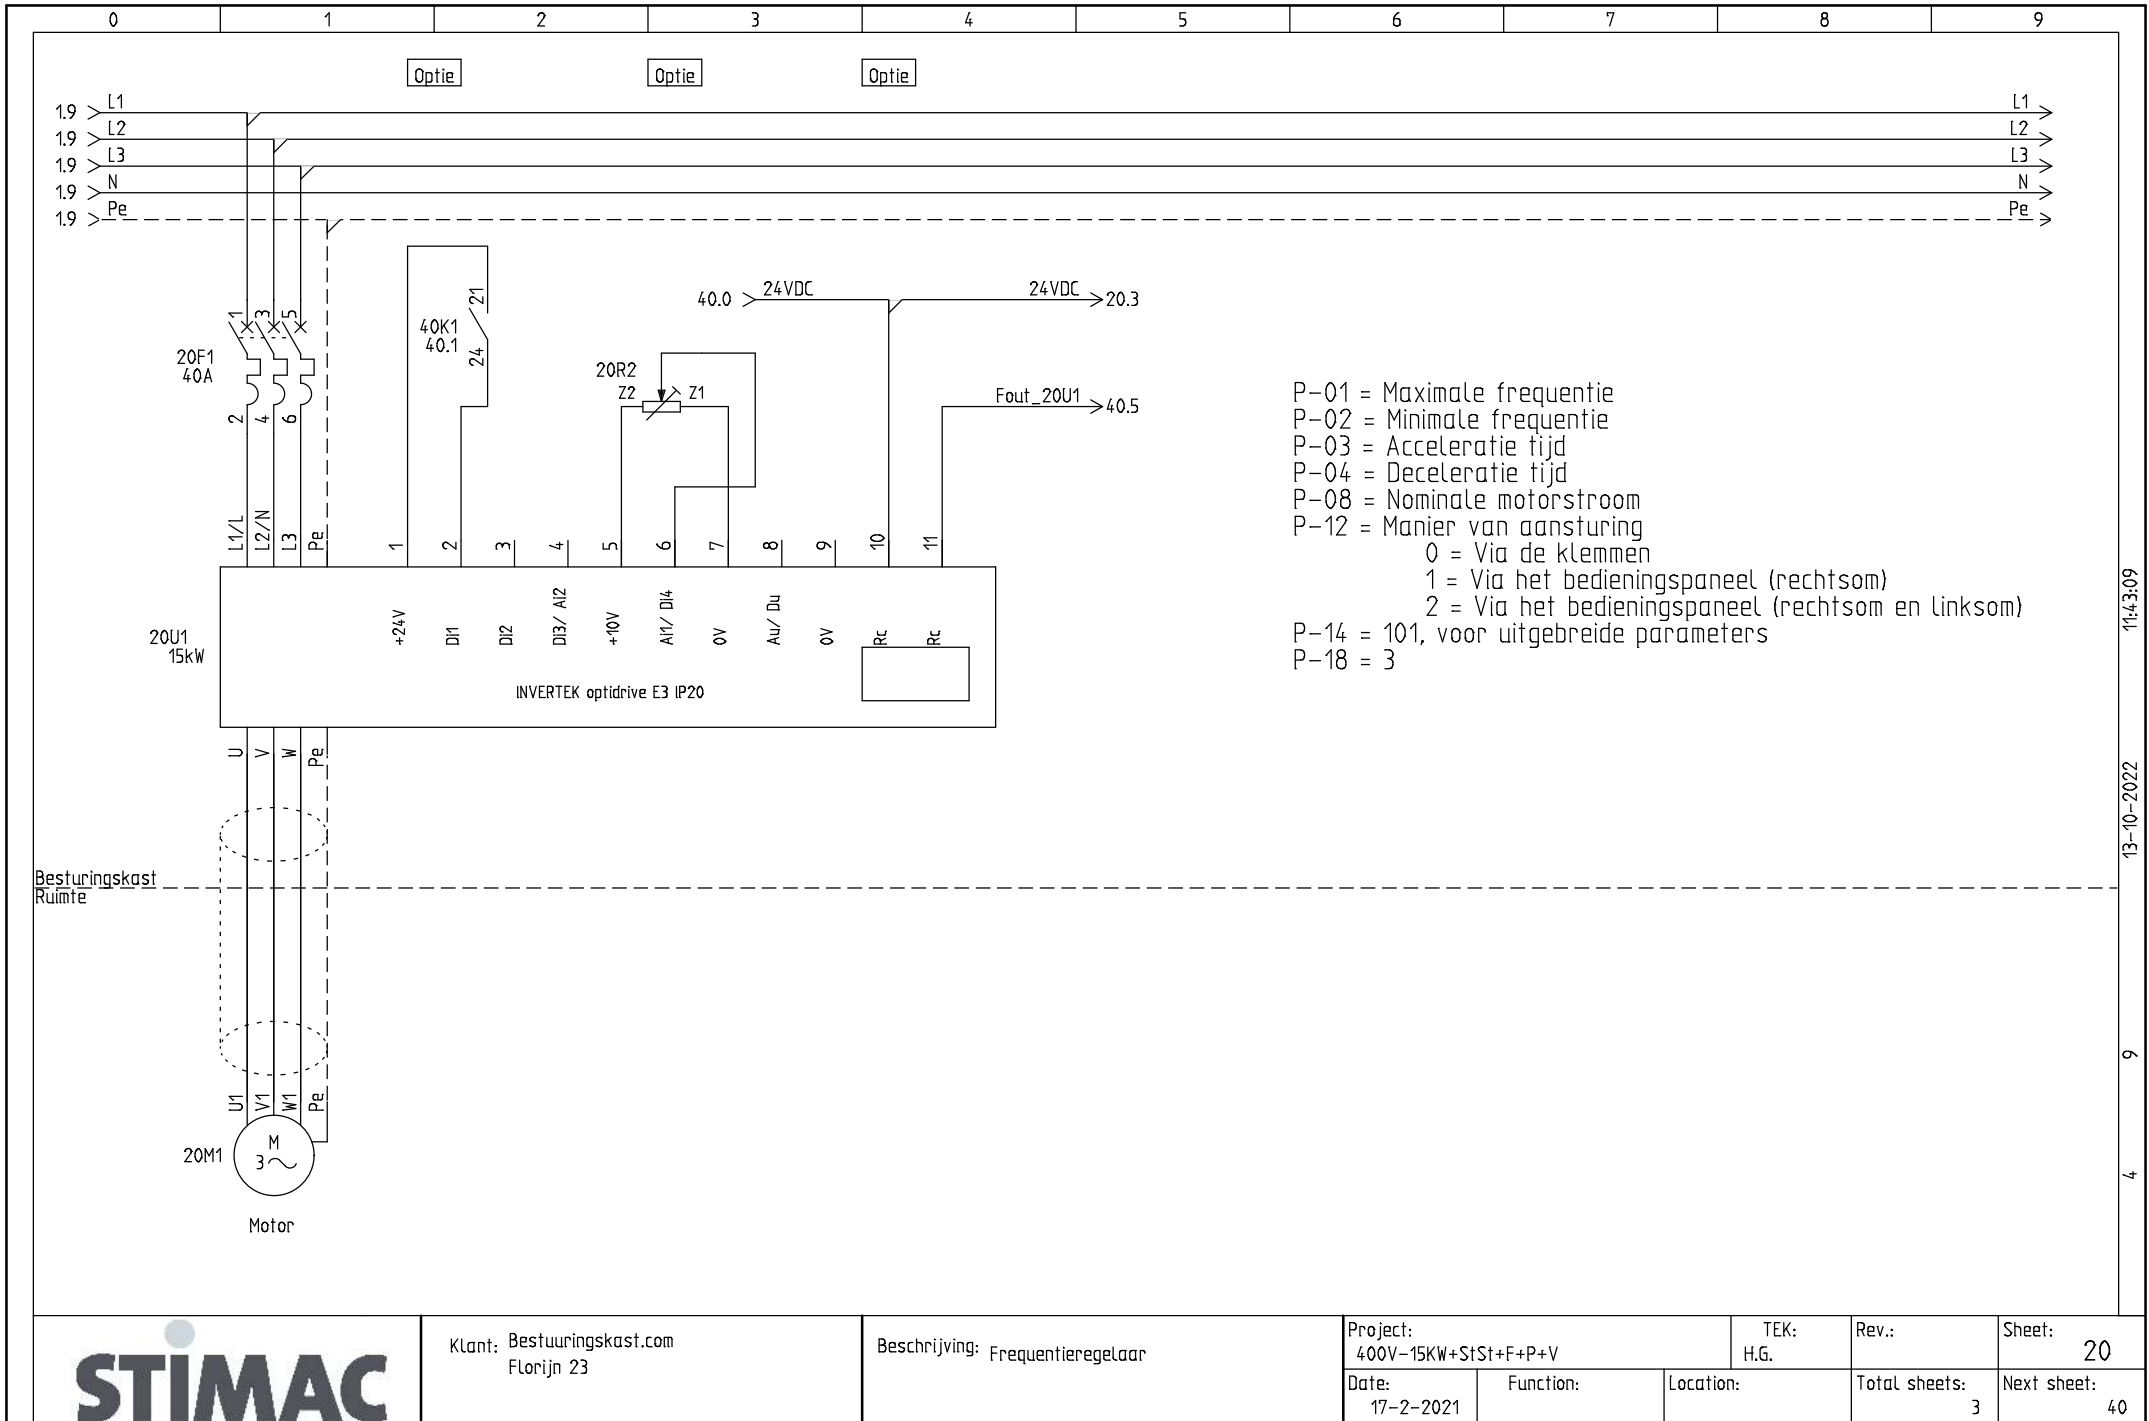 0 1 2 3 4 5 6 7 8 9
Optie Optie Optie
1.9 L1 L1
1.9 L2 L2
1.9 L3 L3
1.9 N N
1.9 Pe Pe
40.0 24VDC 24VDC 20.3
1 3 5
21
40K1
40.1
24
20F1
40A
2 4 6
20R2
Z2 Z1
Fout_20U1 40.5
P-01 = Maximale frequentie
P-02 = Minimale frequentie
P-03 = Acceleratie tijd
P-04 = Deceleratie tijd
P-08 = Nominale motorstroom
P-12 = Manier van aansturing
0 = Via de klemmen
1 = Via het bedieningspaneel (rechtsom)
2 = Via het bedieningspaneel (rechtsom en linksom)
P-14 = 101, voor uitgebreide parameters
P-18 = 3
L1/L L2/N L3 Pe 1 2 3 4 5 6 7 8 9 10 11
20U1
15kW
+24V DI1 DI2 DI3/ AI2 +10V AI1/ DI4 0V Au/ Du 0V Rc Rc
INVERTEK optidrive E3 IP20
U V W Pe
Besturingskast
Ruimte
U1 V1 W1 Pe
20M1
M
3
Motor
11:43:09
13-10-2022
9
4
STIMAC
Klant: Bestuuringskast.com
Florijn 23
Beschrijving: Frequentieregelaar
Project:
400V-15KW+StSt+F+P+V
TEK:
H.G.
Rev.:
Sheet:
20
Date:
17-2-2021
Function:
Location:
Total sheets:
3
Next sheet:
40